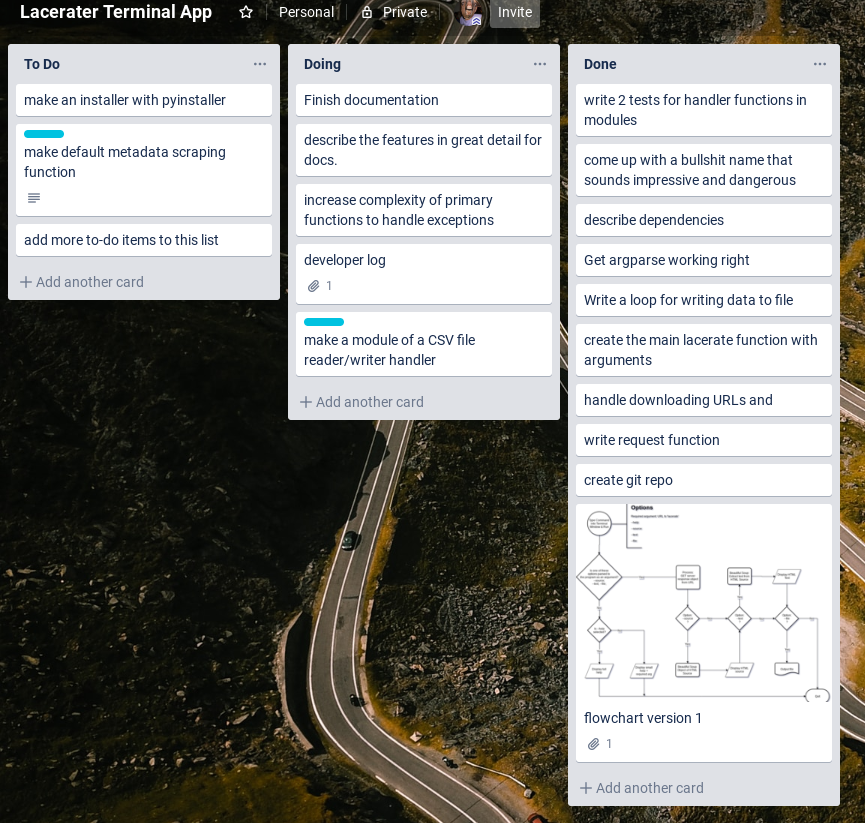 Lacerater Terminal App
Personal
Private
Invite
To Do
make an installer with pyinstaller
make default metadata scraping
function
add more to-do items to this list
Add another card
Doing
Finish documentation
describe the features in great detail for
docs.
increase complexity of primary
functions to handle exceptions
developer log
1
make a module of a CSV file
reader/writer handler
Add another card
Done
write 2 tests for handler functions in
modules
come up with a bullshit name that
sounds impressive and dangerous
describe dependencies
Get argparse working right
Write a loop for writing data to file
create the main lacerate function with
arguments
handle downloading URLs and
write request function
create git repo
Options
flowchart version 1
1
Add another card